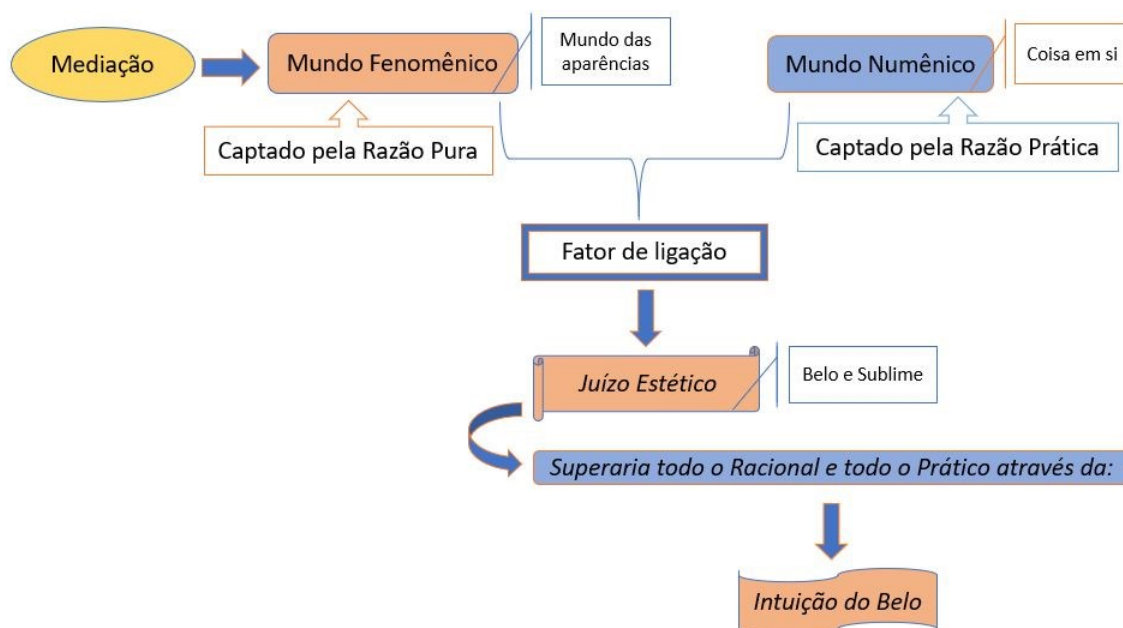 Mediação
Mundo Fenomênico
Mundo das
aparências
Mundo Numênico
Coisa em si
Captado pela Razão Pura
Captado pela Razão Prática
Fator de ligação
Juízo Estético
Belo e Sublime
Superaria todo o Racional e todo o Prático através da:
Intuição do Belo